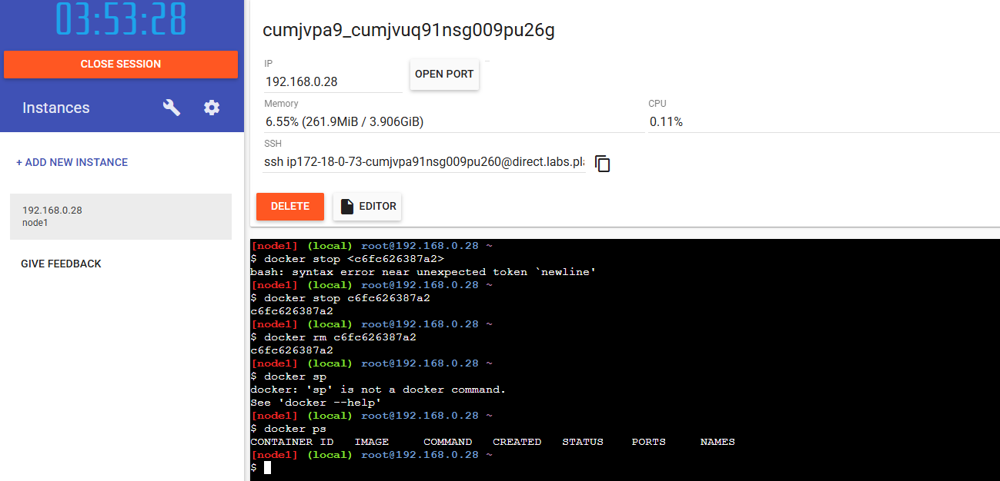 03:53:28
CLOSE SESSION
Instances
+ ADD NEW INSTANCE
192.168.0.28
node1
GIVE FEEDBACK
cumjvpa9_cumjvuq91nsg009pu26g
IP
192.168.0.28
OPEN PORT
Memory
6.55% (261.9MiB / 3.906GiB)
CPU
0.11%
SSH
ssh ip172-18-0-73-cumjvpa91nsg009pu260@direct.labs.pla
DELETE
EDITOR
[node1] (local) root@192.168.0.28 ~
$ docker stop <c6fc626387a2>
bash: syntax error near unexpected token `newline'
[node1] (local) root@192.168.0.28 ~
$ docker stop c6fc626387a2
c6fc626387a2
[node1] (local) root@192.168.0.28 ~
$ docker rm c6fc626387a2
c6fc626387a2
[node1] (local) root@192.168.0.28 ~
$ docker sp
docker: 'sp' is not a docker command.
See 'docker --help'
[node1] (local) root@192.168.0.28 ~
$ docker ps
CONTAINER ID IMAGE COMMAND CREATED STATUS PORTS NAMES
[node1] (local) root@192.168.0.28 ~
$